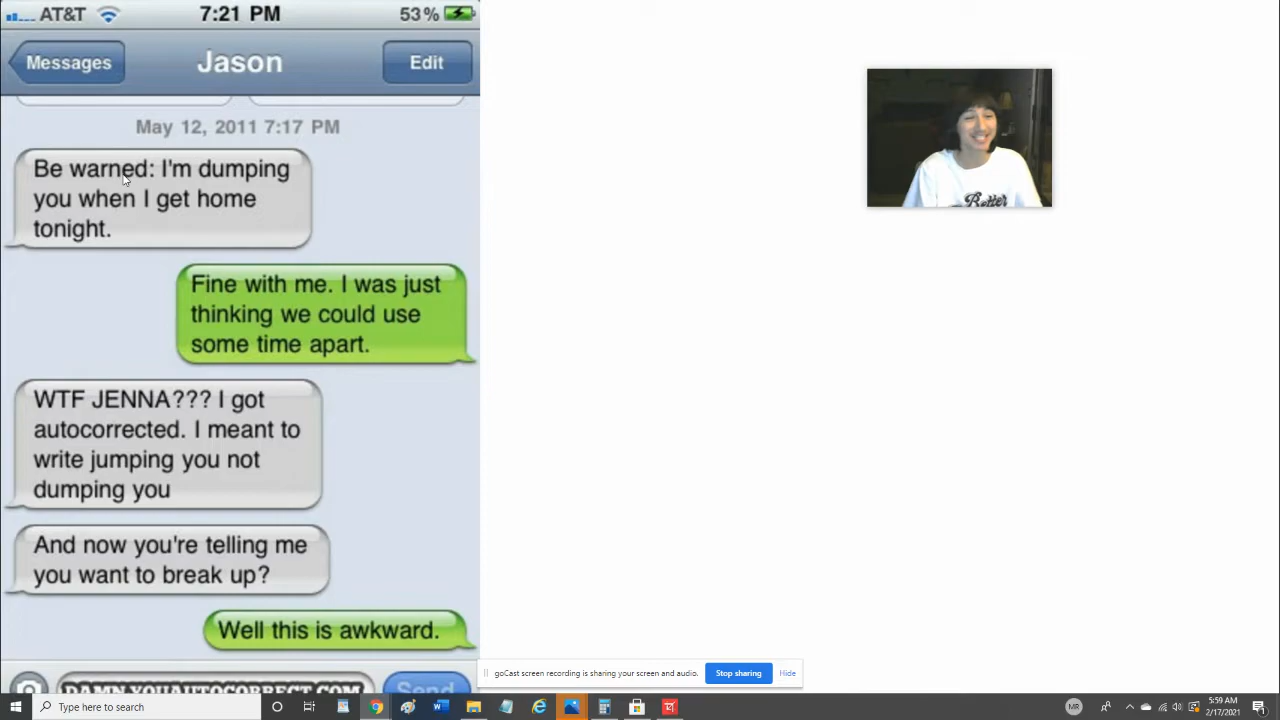 AT&T 7:21 PM 53%
Messages Jason Edit
May 12, 2011 7:17 PM
Be warned: I'm dumping
you when I get home
tonight.
Fine with me. I was just
thinking we could use
some time apart.
WTF JENNA??? I got
autocorrected. I meant to
write jumping you not
dumping you
And now you're telling me
you want to break up?
Well this is awkward.
DAMNYOUAUTOCORRECT.COM
Send
Better
goCast screen recording is sharing your screen and audio. Stop sharing Hide
Type here to search
MR
5:59 AM
2/17/2021